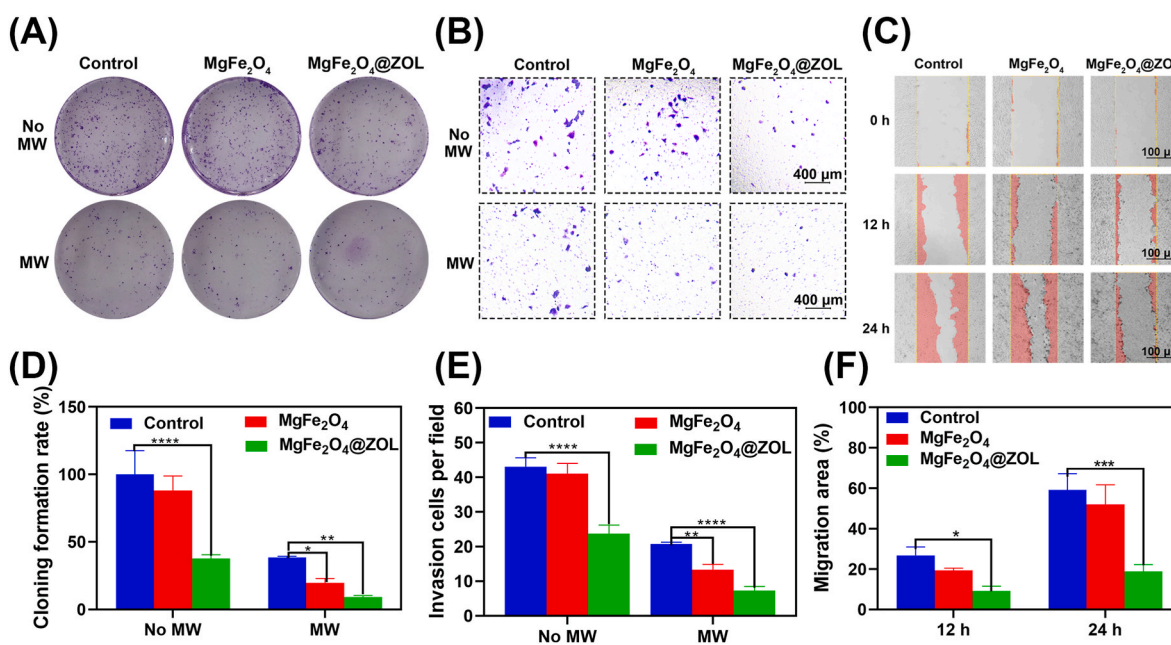 (A)
Control MgFe₂O₄ MgFe₂O₄@ZOL
No
MW
MW
(B)
Control MgFe₂O₄ MgFe₂O₄@ZOL
No
MW
400 μm
MW
400 μm
(C)
Control MgFe₂O₄ MgFe₂O₄@ZOL
0 h
100 μm
12 h
100 μm
24 h
100 μm
(D)
Cloning formation rate (%)
150
100
50
0
Control
MgFe₂O₄
MgFe₂O₄@ZOL
****
*
**
No MW MW
(E)
Invasion cells per field
60
50
40
30
20
10
0
Control
MgFe₂O₄
MgFe₂O₄@ZOL
****
**
****
No MW MW
(F)
Migration area (%)
100
80
60
40
20
0
Control
MgFe₂O₄
MgFe₂O₄@ZOL
*
***
12 h 24 h